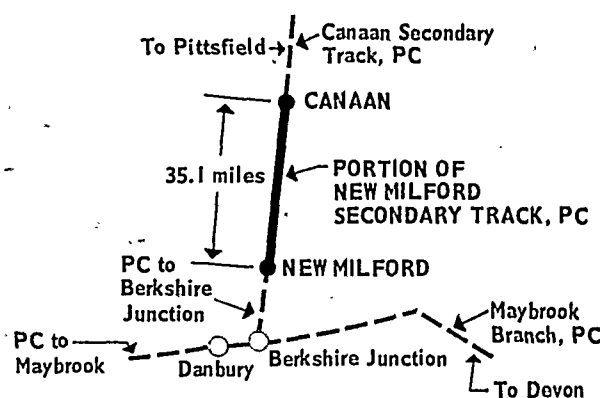 To Pittsfield
Canaan Secondary
Track, PC
CANAAN
35.1 miles
PORTION OF
NEW MILFORD
SECONDARY TRACK, PC
PC to
Berkshire
Junction
NEW MILFORD
Maybrook
Branch, PC
PC to
Maybrook
Danbury
Berkshire Junction
To Devon